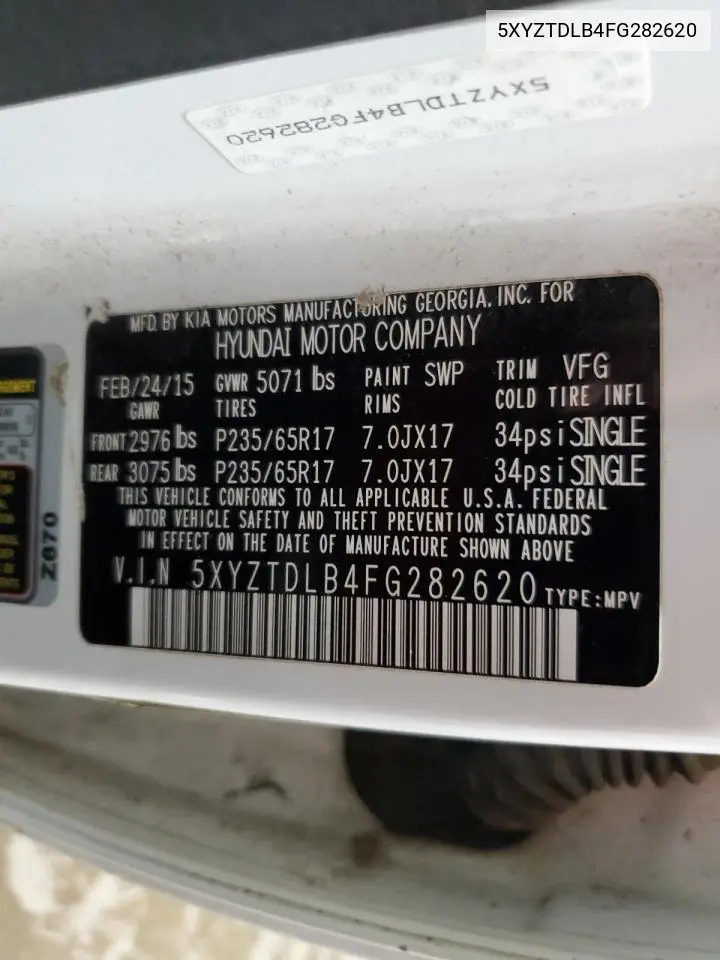 5XYZTDLB4FG282620
5XYZTDLB4FG282620
MFD BY KIA MOTORS MANUFACTURING GEORGIA, INC. FOR
HYUNDAI MOTOR COMPANY
FEB/24/15 GVWR 5071 lbs PAINT SWP TRIM VFG
GAWR TIRES RIMS COLD TIRE INFL
FRONT 2976 lbs P235/65R17 7.0JX17 34psi SINGLE
REAR 3075 lbs P235/65R17 7.0JX17 34psi SINGLE
THIS VEHICLE CONFORMS TO ALL APPLICABLE U.S.A. FEDERAL
MOTOR VEHICLE SAFETY AND THEFT PREVENTION STANDARDS
IN EFFECT ON THE DATE OF MANUFACTURE SHOWN ABOVE
V.I.N 5XYZTDLB4FG282620 TYPE:MPV
Z670